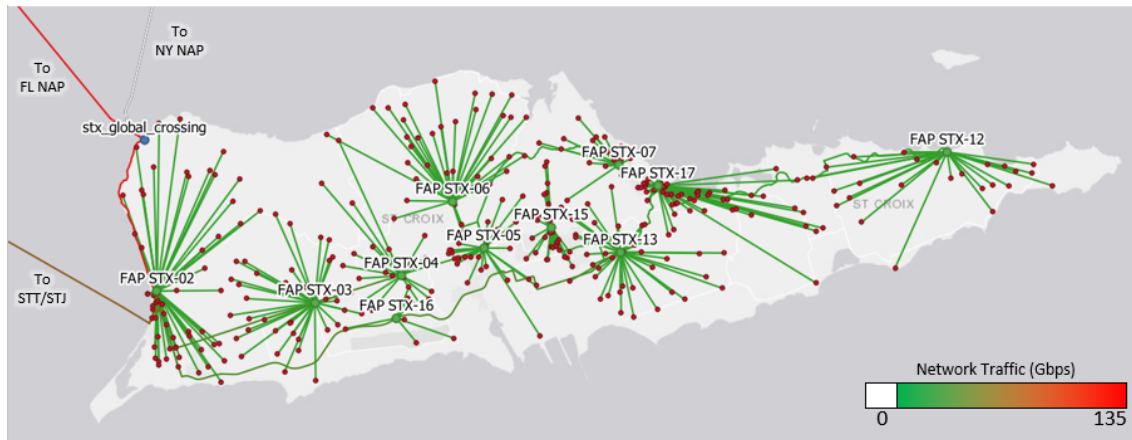 To
NY NAP
To
FL NAP
stx_global_crossing
FAP STX-12
FAP STX-07
FAP STX-17
FAP STX-06
ST CROIX
ST CROIX
FAP STX-15
FAP STX-05
FAP STX-13
FAP STX-04
To
STT/STJ
FAP STX-02
FAP STX-03
FAP STX-16
Network Traffic (Gbps)
0
135